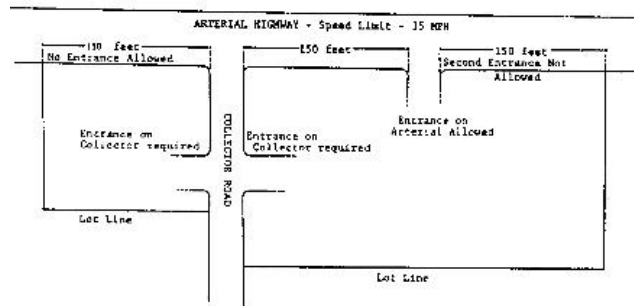 ARTERIAL HIGHWAY - Speed Limit - 35 MPH
feet
150 feet
150 feet
No Entrance Allowed
Second Entrance Not
Allowed
Entrance on
Arterial Allowed
Entrance on
Collector required
COLLECTOR ROAD
Entrance on
Collector required
Lot Line
Lot Line